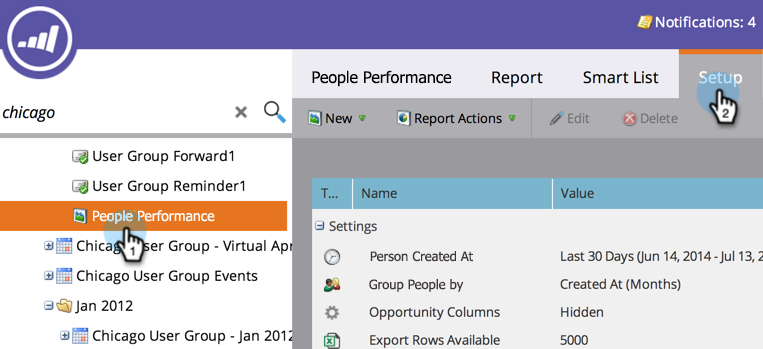 Notifications: 4
People Performance Report Smart List Setup
2
chicago
New Report Actions Edit Delete
User Group Forward1
User Group Reminder1
People Performance
1
Chicago User Group - Virtual Apr
Chicago User Group Events
Jan 2012
Chicago User Group - Jan 2012
T... Name Value
Settings
Person Created At Last 30 Days (Jun 14, 2014 - Jul 13, 2
Group People by Created At (Months)
Opportunity Columns Hidden
Export Rows Available 5000